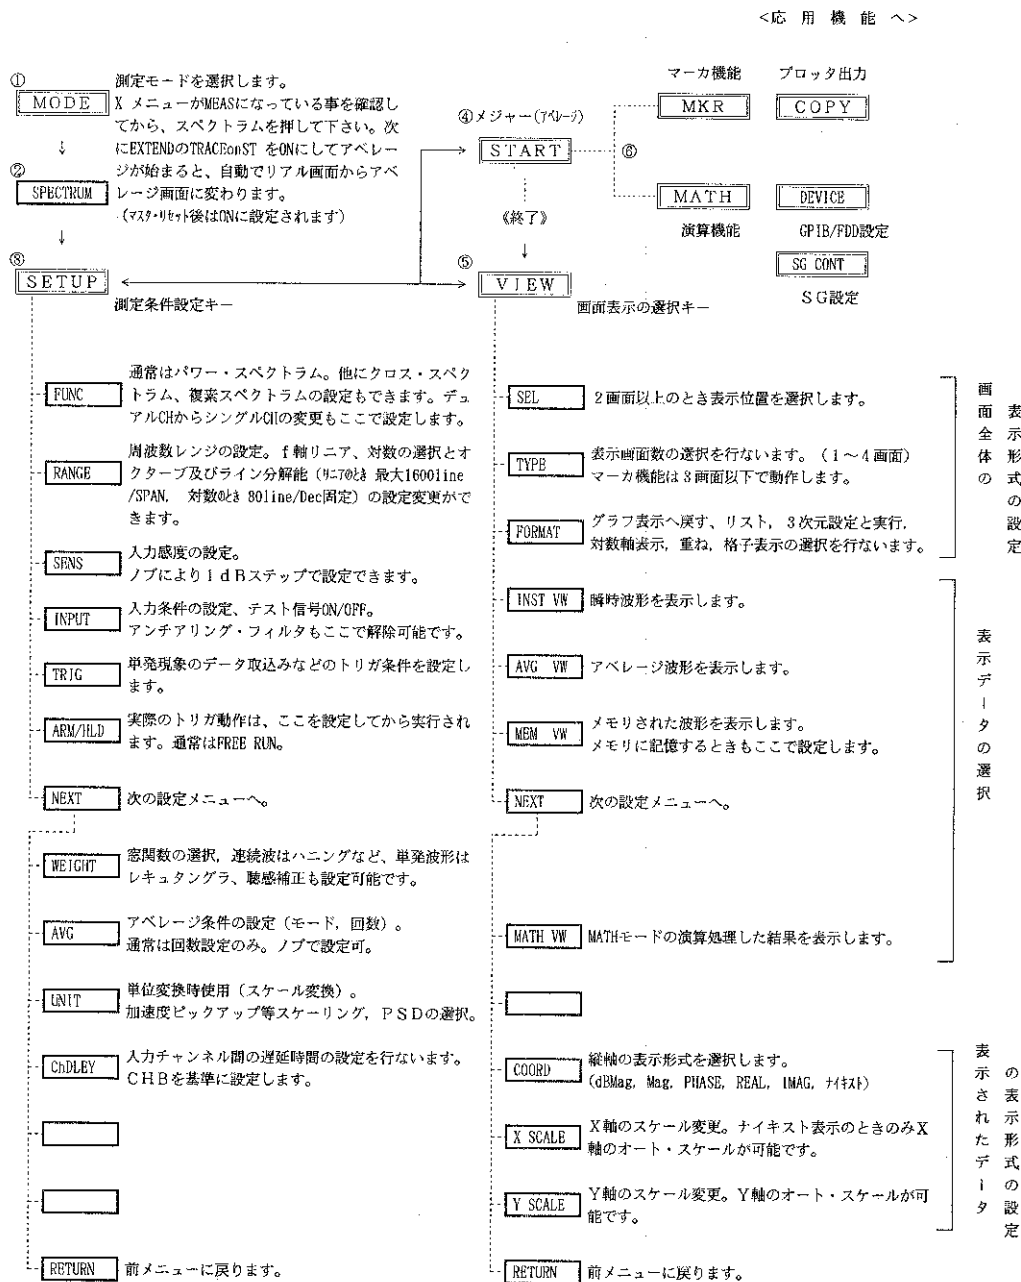 <応用機能へ>
①
MODE
測定モードを選択します。
X メニューがMEASになっている事を確認し
てから、スペクトラムを押して下さい。次
にEXTENDのTRACEonST をONにしてアベレー
ジが始まると、自動でリアル画面からアベ
レージ画面に変わります。
(マスターリセット後はONに設定されます)
②
SPECTRUM
③
SETUP
測定条件設定キー
④メジャー(アベレージ)
START
《終了》
⑤
VIEW
画面表示の選択キー
⑥
マーカ機能
MKR
プロッタ出力
COPY
MATH
演算機能
DEVICE
GPIB/FDD設定
SG CONT
SG設定
FUNC
通常はパワー・スペクトラム。他にクロス・スペク
トラム、複素スペクトラムの設定もできます。デュ
アルCHからシングルCHの変更もここで設定します。
RANGE
周波数レンジの設定。f軸リニア、対数の選択とオ
クターブ及びライン分解能(リニアのとき 最大1600line
/SPAN, 対数のとき 80line/Dec固定)の設定変更がで
きます。
SENS
入力感度の設定。
ノブにより1dBステップで設定できます。
INPUT
入力条件の設定、テスト信号ON/OFF。
アンチアリング・フィルタもここで解除可能です。
TRIG
単発現象のデータ取込みなどのトリガ条件を設定し
ます。
ARM/HLD
実際のトリガ動作は、ここを設定してから実行され
ます。通常はFREE RUN。
NEXT
次の設定メニューへ。
WEIGHT
窓関数の選択, 連続波はハニングなど、単発波形は
レキュタングラ、聴感補正も設定可能です。
AVG
アベレージ条件の設定(モード, 回数)。
通常は回数設定のみ。ノブで設定可。
UNIT
単位変換時使用(スケール変換)。
加速度ピックアップ等スケーリング, PSDの選択。
ChDLEY
入力チャンネル間の遅延時間の設定を行ないます。
CHBを基準に設定します。
RETURN
前メニューに戻ります。
SEL
2画面以上のとき表示位置を選択します。
TYPE
表示画面数の選択を行ないます。(1〜4画面)
マーカ機能は3画面以下で動作します。
FORMAT
グラフ表示へ戻す、リスト, 3次元設定と実行,
対数軸表示, 重ね, 格子表示の選択を行ないます。
画面全体の
表示形式の設定
INST VW
瞬時波形を表示します。
AVG VW
アベレージ波形を表示します。
MEM VW
メモリされた波形を表示します。
メモリに記憶するときもここで設定します。
NEXT
次の設定メニューへ。
MATH VW
MATHモードの演算処理した結果を表示します。
表示データの選択
COORD
縦軸の表示形式を選択します。
(dBMag, Mag, PHASE, REAL, IMAG, ナイキスト)
X SCALE
X軸のスケール変更。ナイキスト表示のときのみX
軸のオート・スケールが可能です。
Y SCALE
Y軸のスケール変更。Y軸のオート・スケールが可
能です。
表示されたデータ
の表示形式の設定
RETURN
前メニューに戻ります。